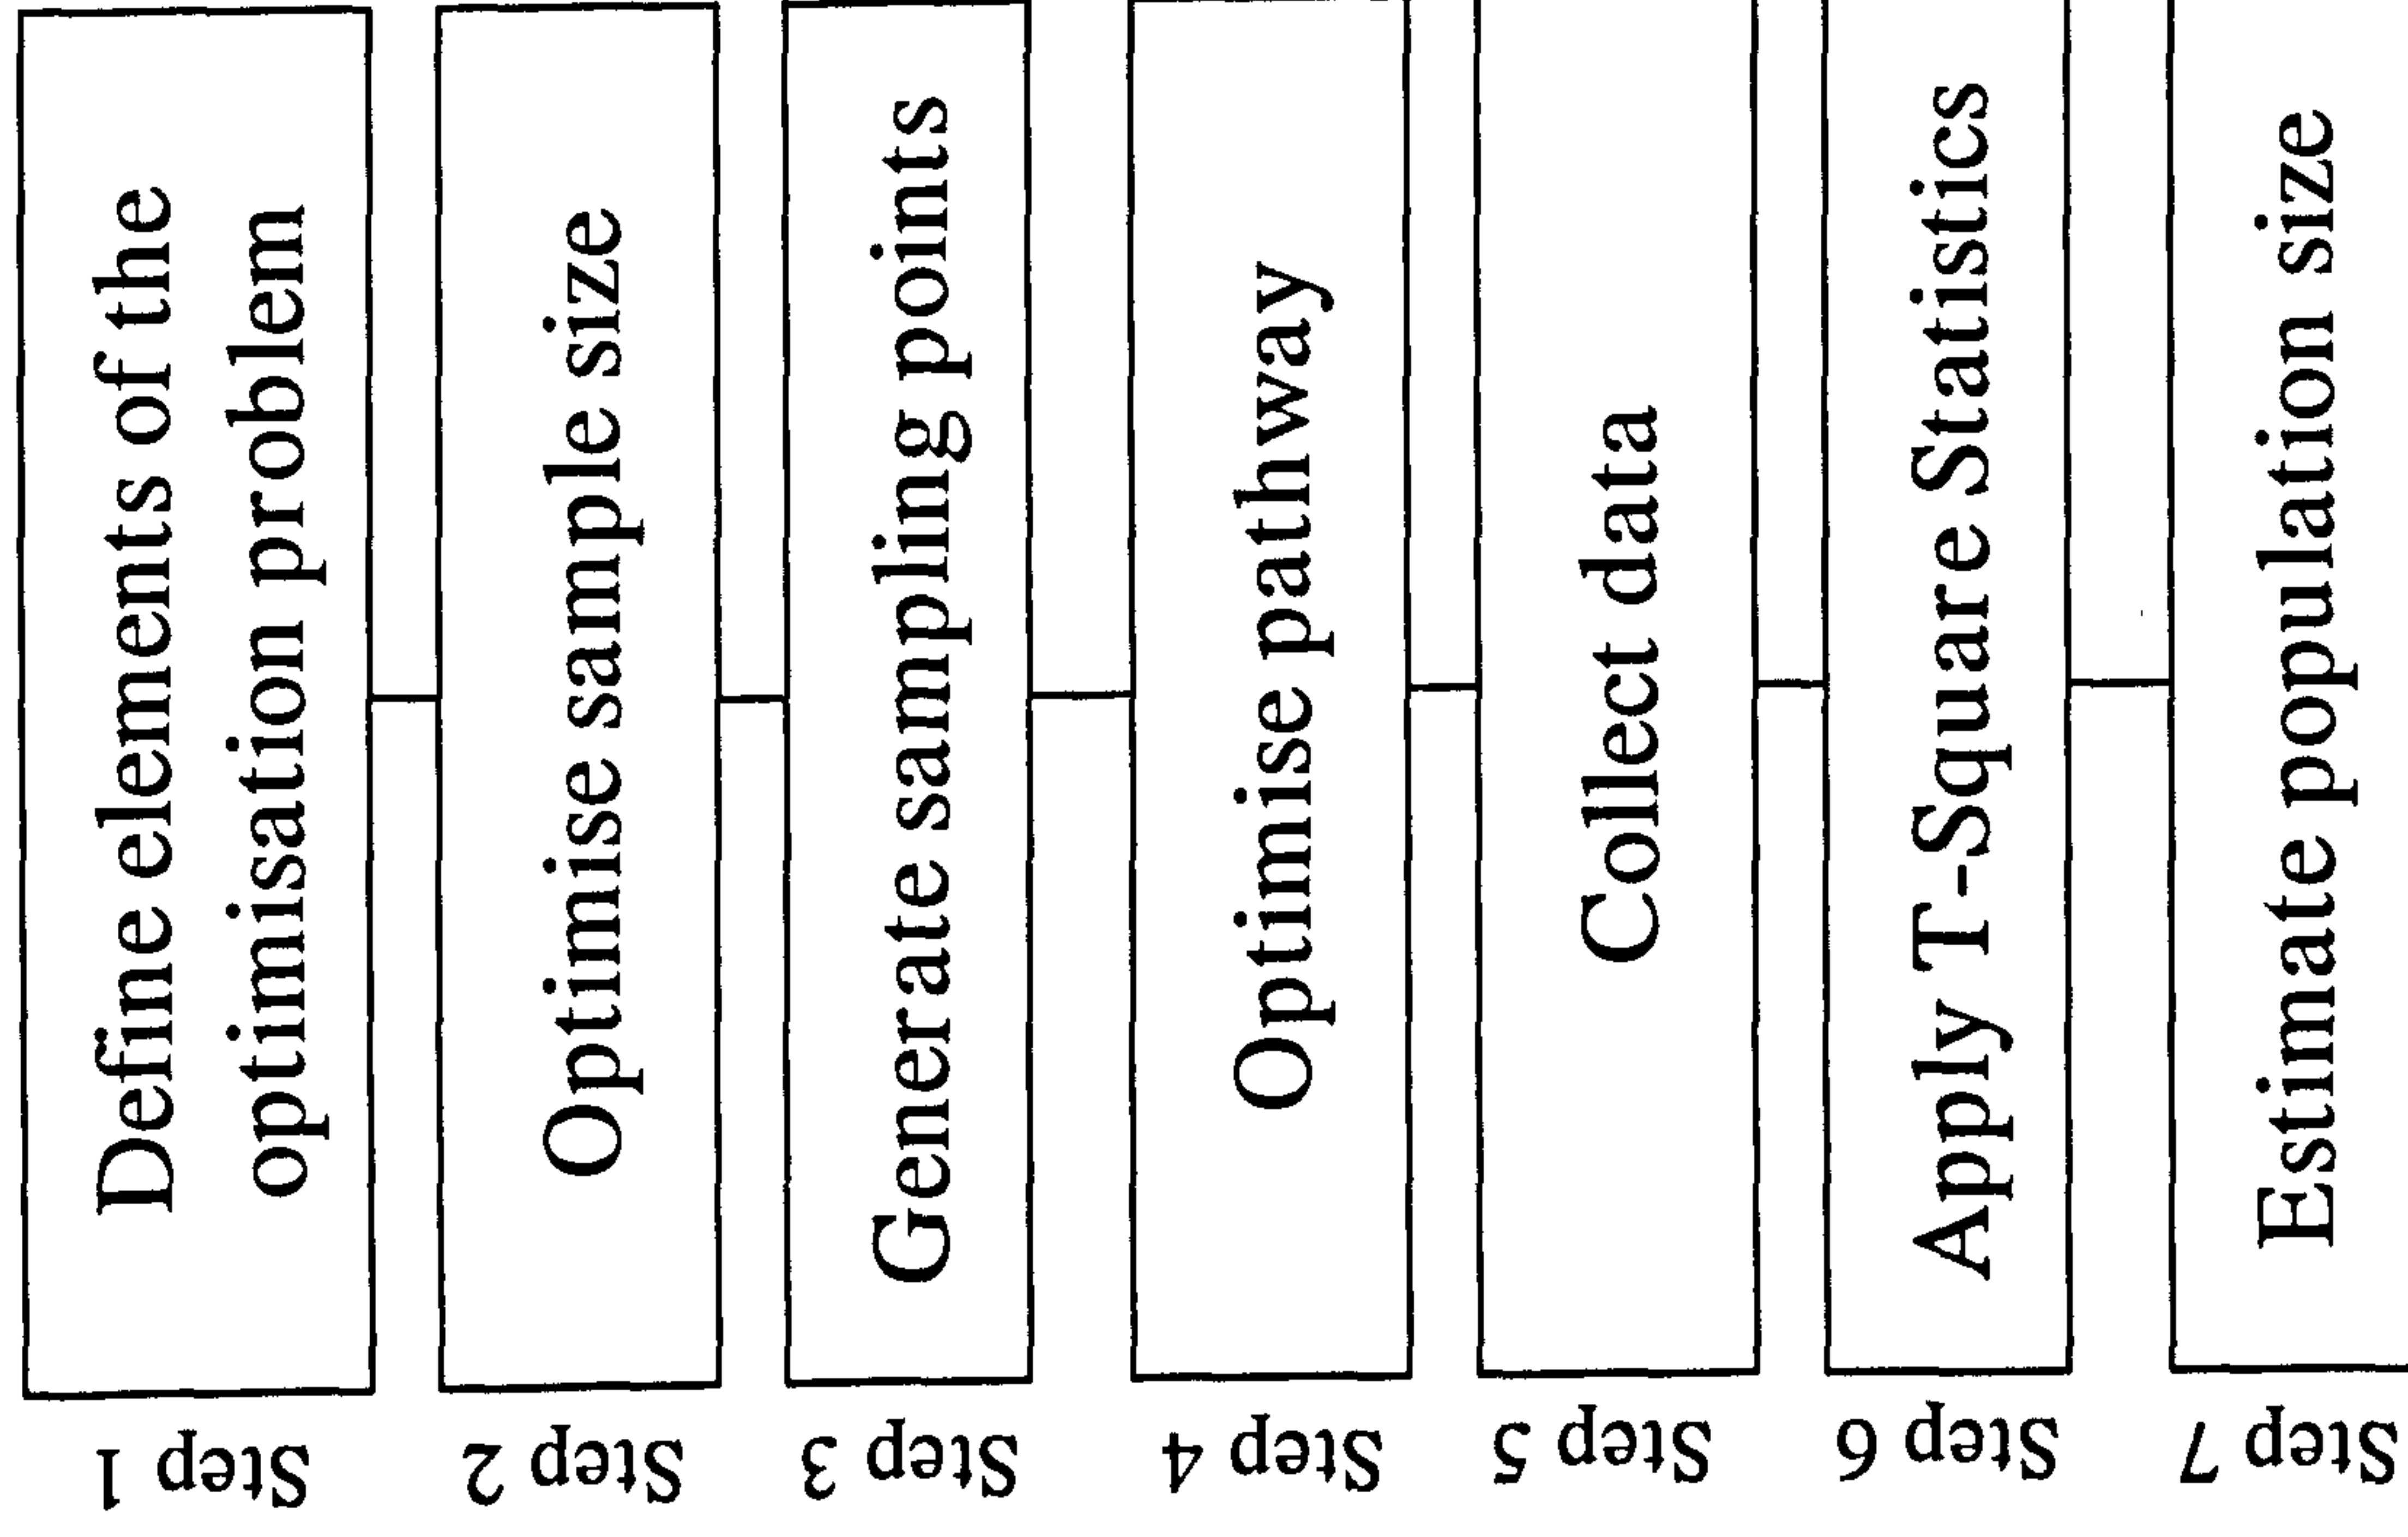 Step 1
Define elements of the
optimisation problem
Step 2
Optimise sample size
Step 3
Generate sampling points
Step 4
Optimise pathway
Step 5
Collect data
Step 6
Apply T-Square Statistics
Step 7
Estimate population size